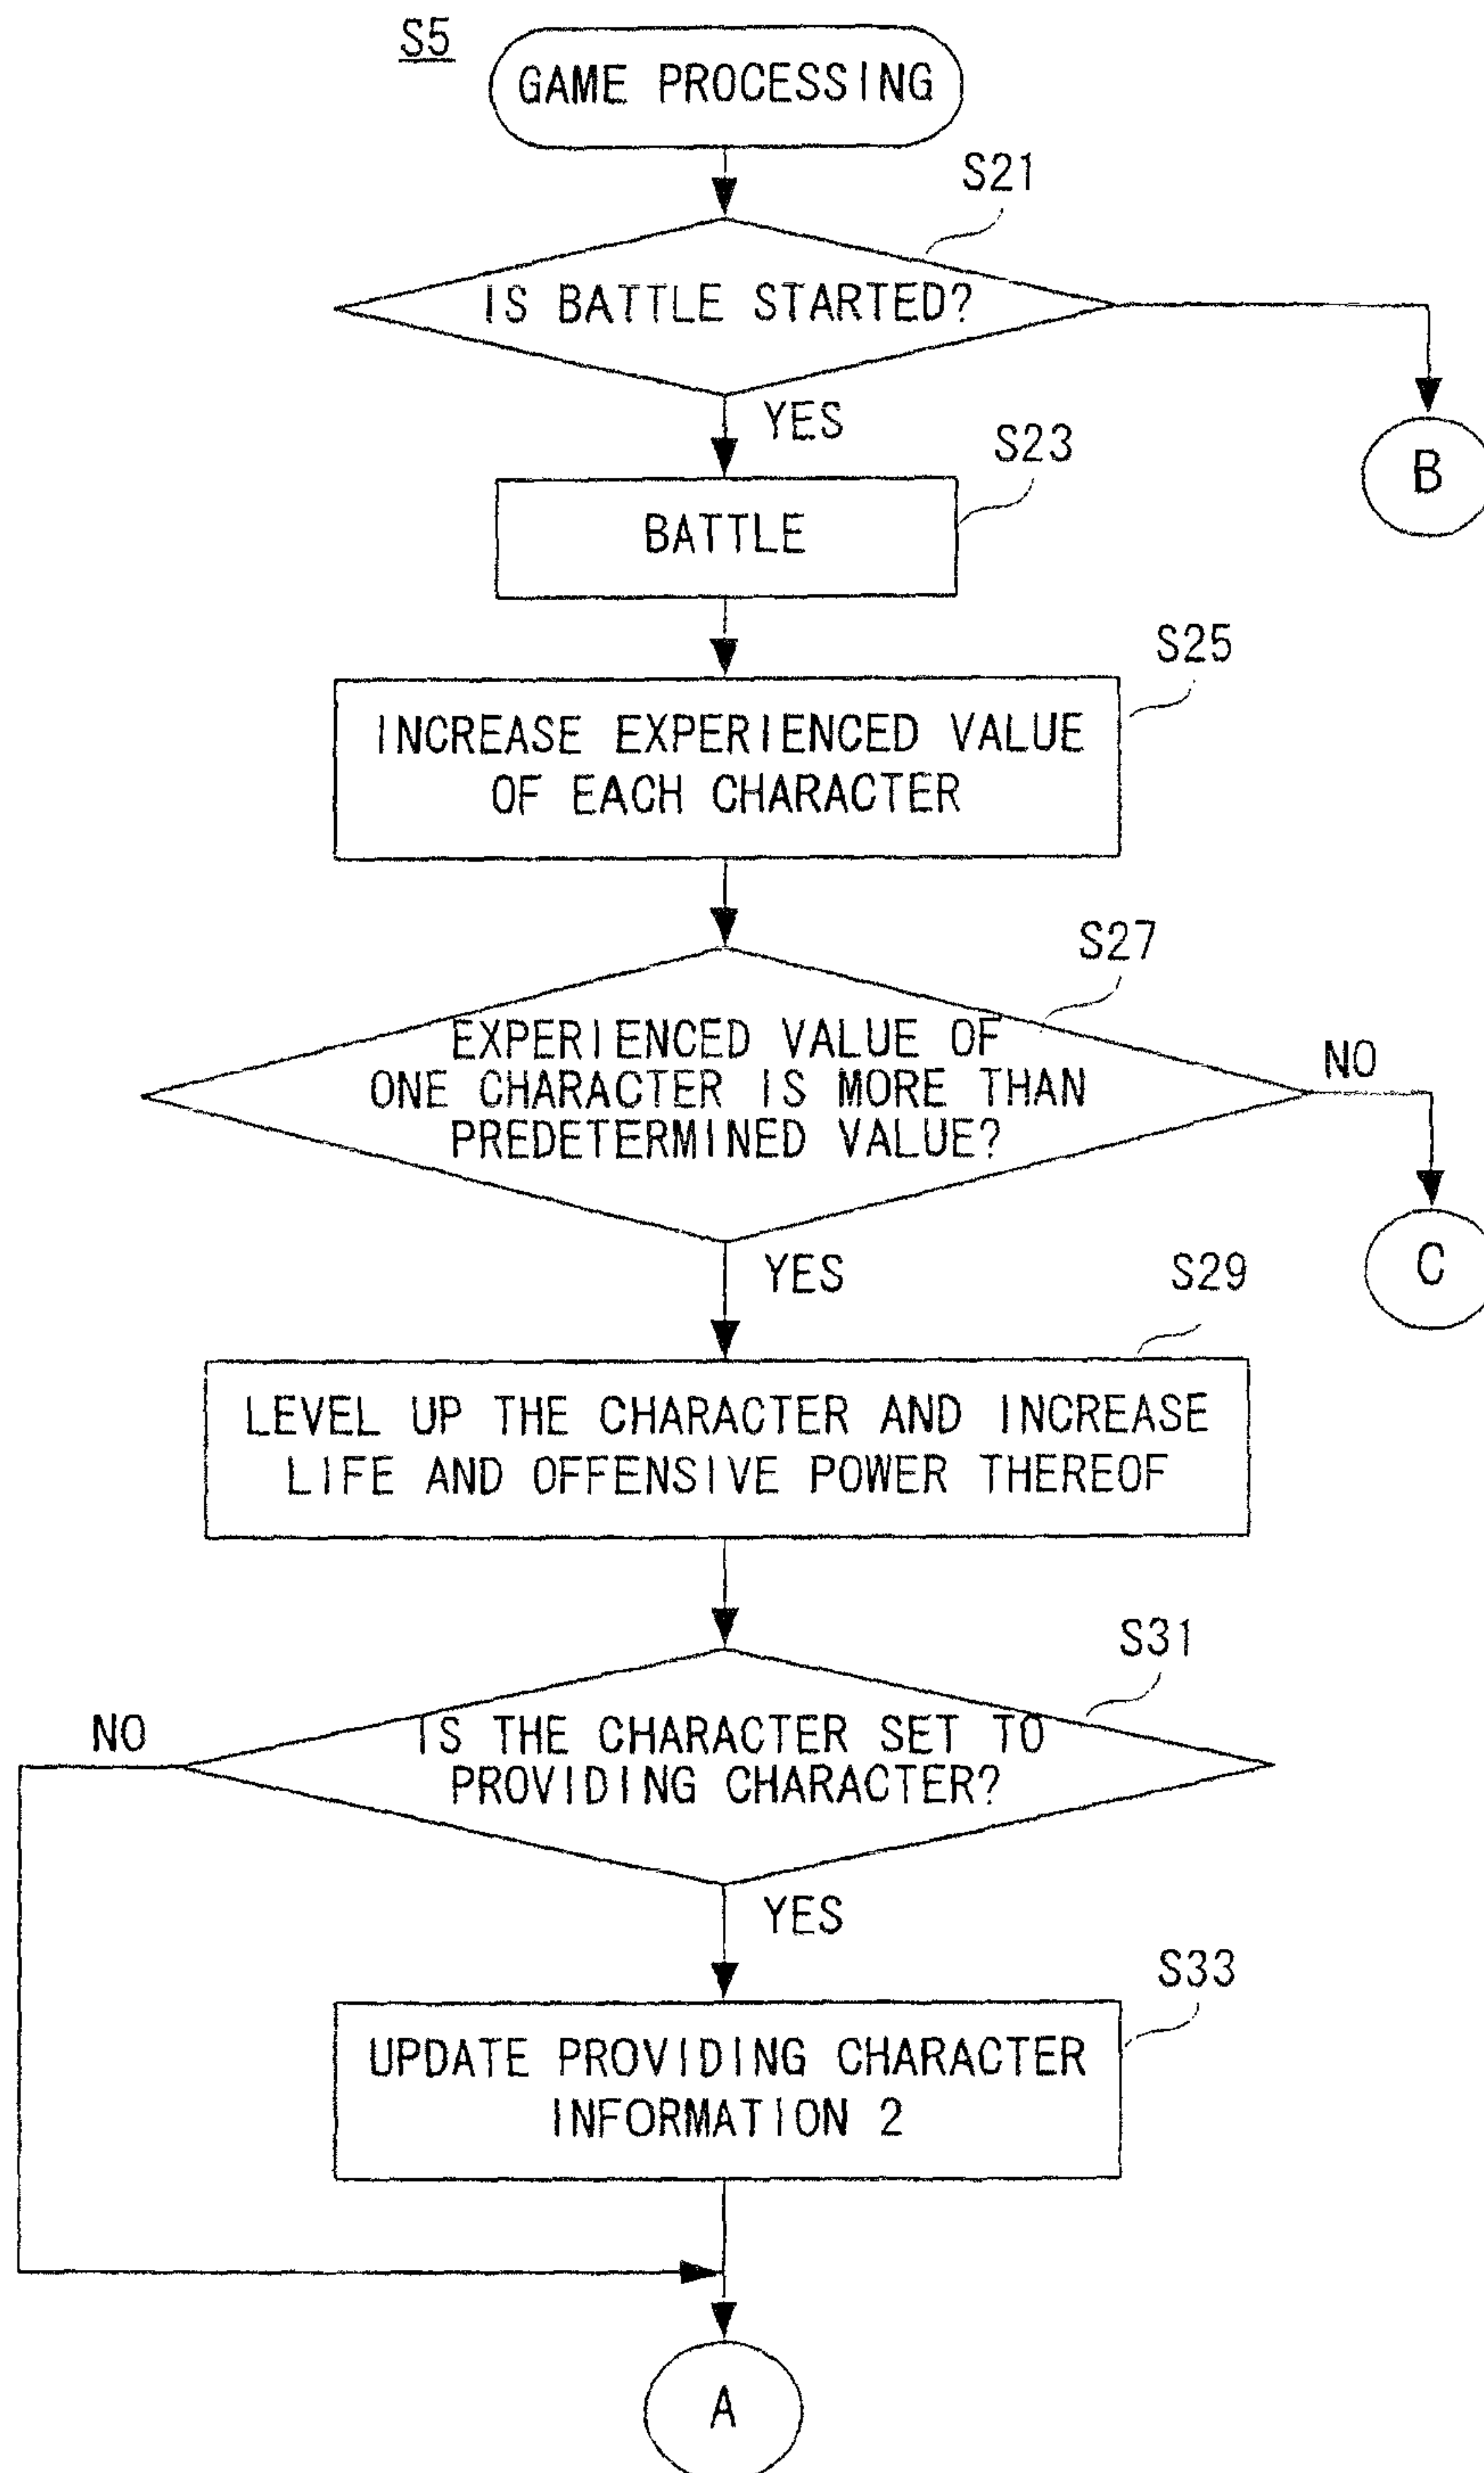 S5
GAME PROCESSING
S21
IS BATTLE STARTED?
YES
B
S23
BATTLE
S25
INCREASE EXPERIENCED VALUE
OF EACH CHARACTER
S27
EXPERIENCED VALUE OF
ONE CHARACTER IS MORE THAN
PREDETERMINED VALUE?
NO
C
YES
S29
LEVEL UP THE CHARACTER AND INCREASE
LIFE AND OFFENSIVE POWER THEREOF
S31
NO
IS THE CHARACTER SET TO
PROVIDING CHARACTER?
YES
S33
UPDATE PROVIDING CHARACTER
INFORMATION 2
A